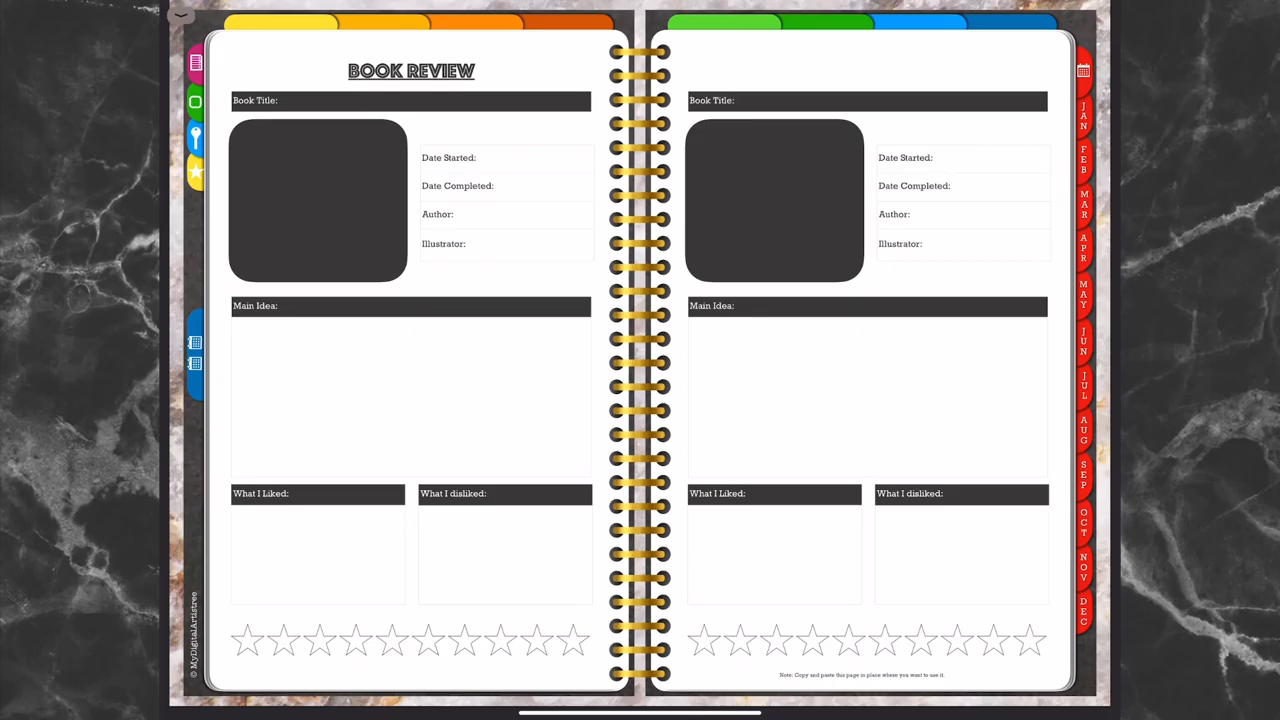 BOOK REVIEW
Book Title:
Date Started:
Date Completed:
Author:
Illustrator:
Main Idea:
What I Liked:
What I disliked:
© MyDigitalArtistree
Book Title:
Date Started:
Date Completed:
Author:
Illustrator:
Main Idea:
What I Liked:
What I disliked:
Note: Copy and paste this page in place where you want to use it.
JAN
FEB
MAR
APR
MAY
JUN
JUL
AUG
SEP
OCT
NOV
DEC